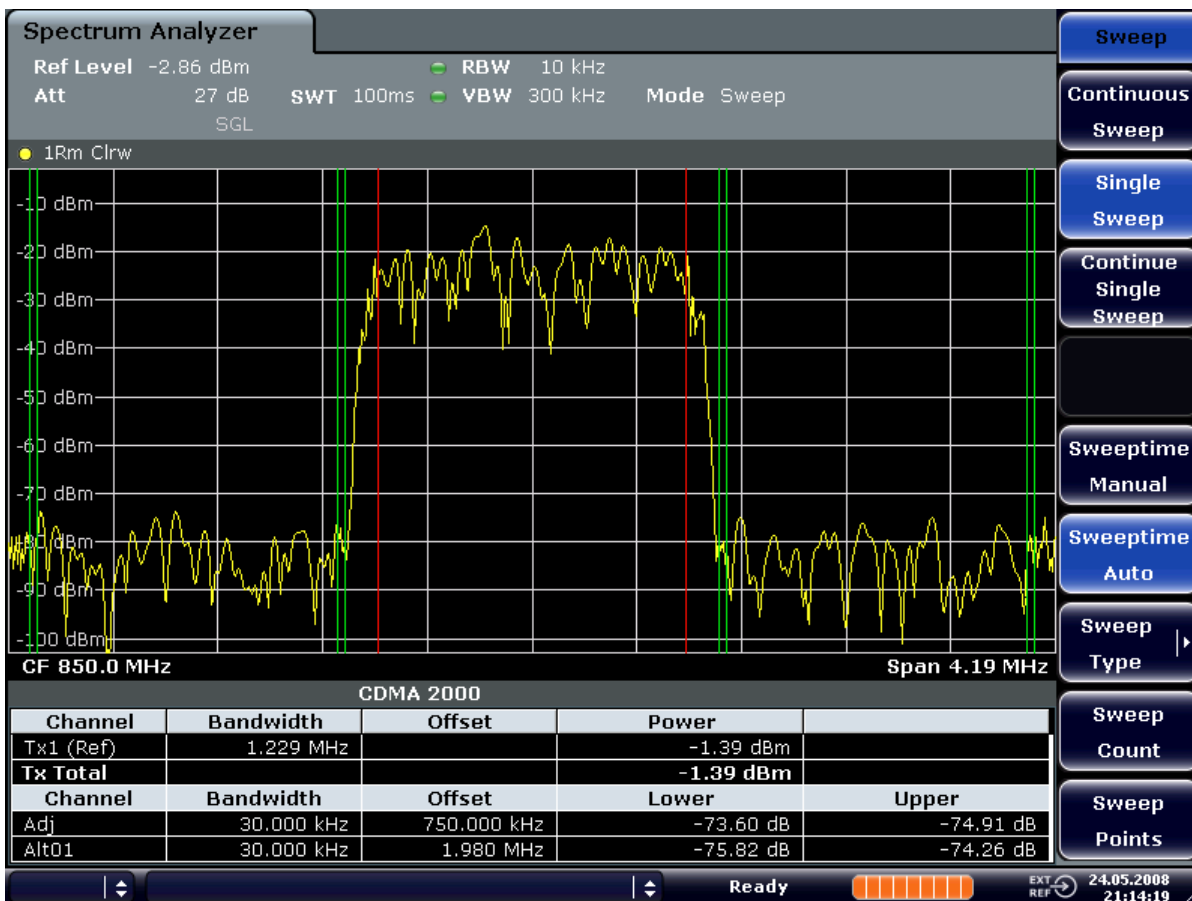 Spectrum Analyzer
Ref Level -2.86 dBm RBW 10 kHz
Att 27 dB SWT 100ms VBW 300 kHz Mode Sweep
SGL
1Rm Clrw
-10 dBm
-20 dBm
-30 dBm
-40 dBm
-50 dBm
-60 dBm
-70 dBm
-80 dBm
-90 dBm
-100 dBm
CF 850.0 MHz Span 4.19 MHz
CDMA 2000
Channel Bandwidth Offset Power
Tx1 (Ref) 1.229 MHz -1.39 dBm
Tx Total -1.39 dBm
Channel Bandwidth Offset Lower Upper
Adj 30.000 kHz 750.000 kHz -73.60 dB -74.91 dB
Alt01 30.000 kHz 1.980 MHz -75.82 dB -74.26 dB
Ready EXT REF 24.05.2008
21:14:19
Sweep
Continuous
Sweep
Single
Sweep
Continue
Single
Sweep
Sweeptime
Manual
Sweeptime
Auto
Sweep
Type
Sweep
Count
Sweep
Points